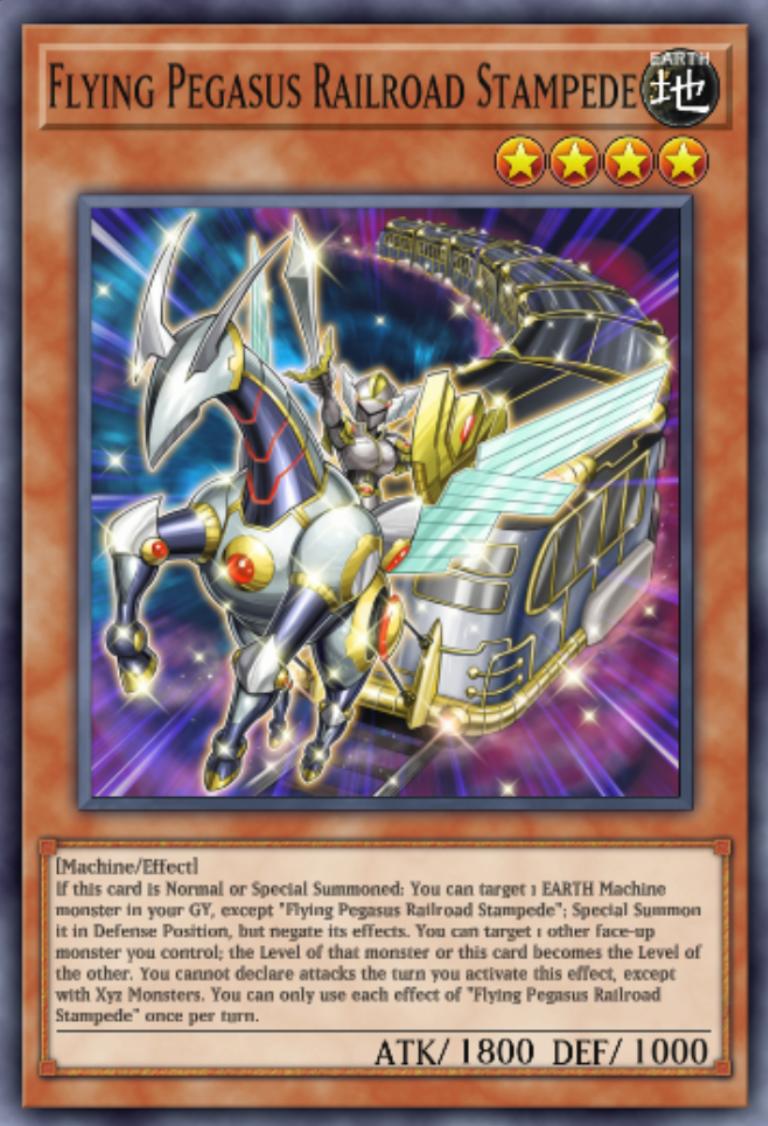 FLYING PEGASUS RAILROAD STAMPEDE
EARTH
地
[Machine/Effect]
If this card is Normal or Special Summoned: You can target 1 EARTH Machine
monster in your GY, except "Flying Pegasus Railroad Stampede"; Special Summon
it in Defense Position, but negate its effects. You can target 1 other face-up
monster you control; the Level of that monster or this card becomes the Level of
the other. You cannot declare attacks the turn you activate this effect, except
with Xyz Monsters. You can only use each effect of "Flying Pegasus Railroad
Stampede" once per turn.
ATK/ 1800 DEF/ 1000